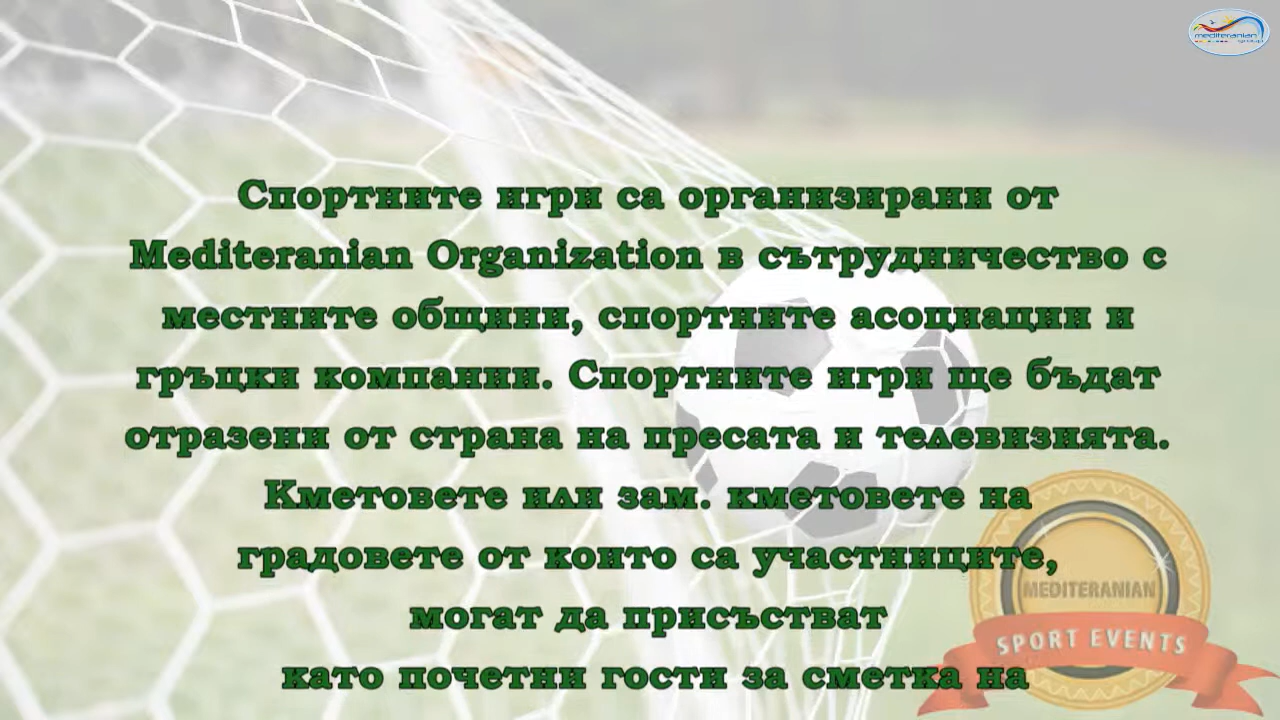 mediteranian
group
Спортните игри са организирани от
Mediteranian Organization в сътрудничество с
местните общини, спортните асоциации и
гръцки компании. Спортните игри ще бъдат
отразени от страна на пресата и телевизията.
Кметовете или зам. кметовете на
градовете от които са участниците,
могат да присъстват
като почетни гости за сметка на
MEDITERANIAN
SPORT EVENTS